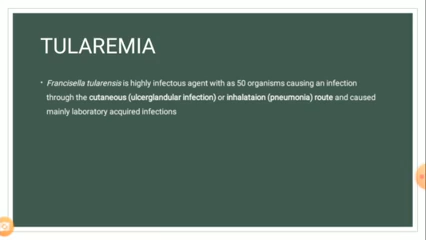 TULAREMIA
• Francisella tularensis is highly infectous agent with as 50 organisms causing an infection
through the cutaneous (ulcerglandular infection) or inhalataion (pneumonia) route and caused
mainly laboratory acquired infections